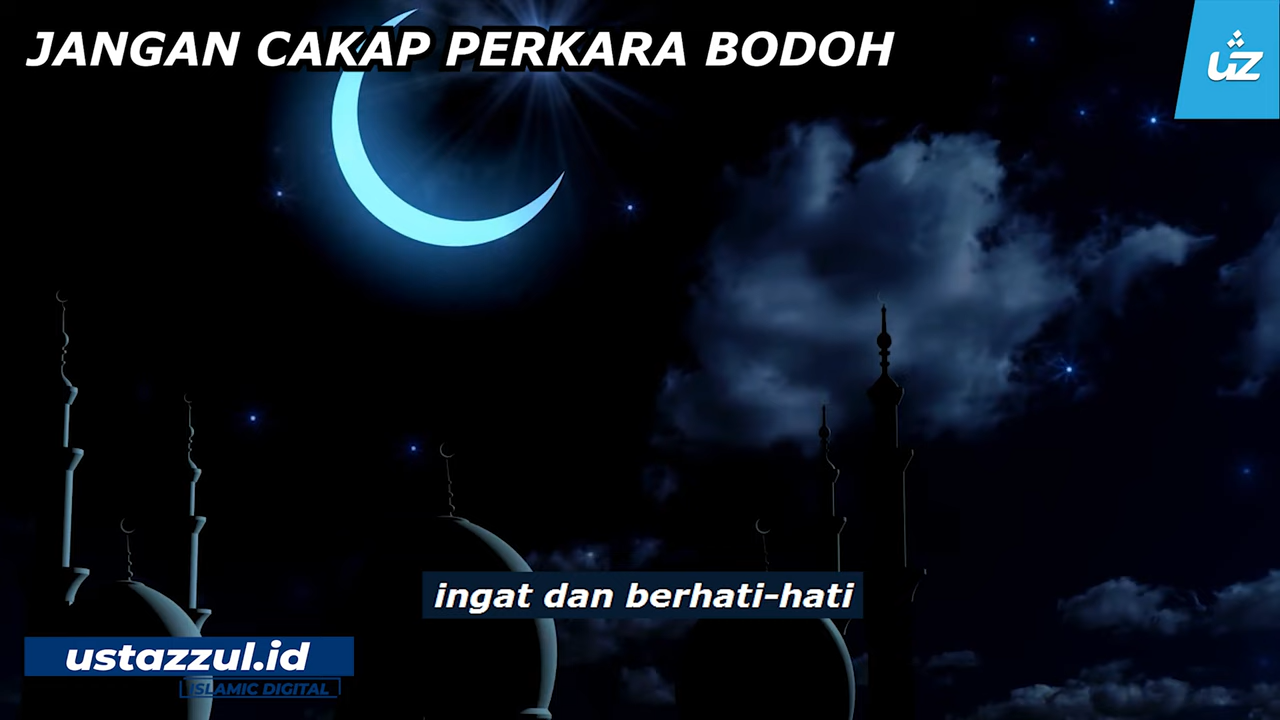 JANGAN CAKAP PERKARA BODOH
uz
ingat dan berhati-hati
ustazzul.id
ISLAMIC DIGITAL